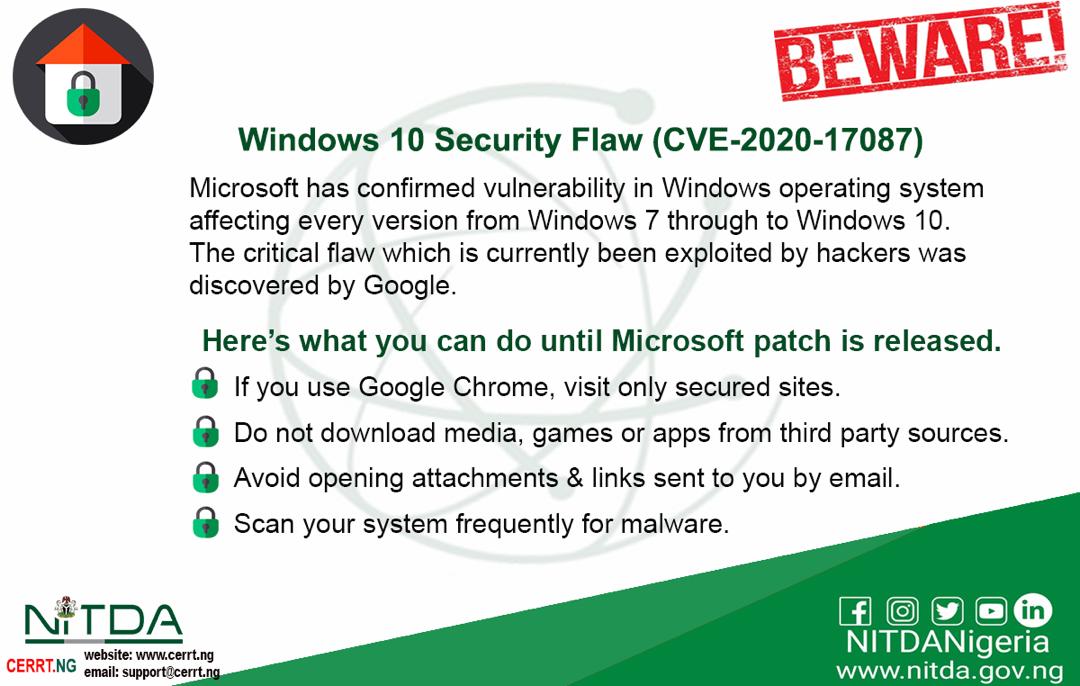 BEWARE!
Windows 10 Security Flaw (CVE-2020-17087)
Microsoft has confirmed vulnerability in Windows operating system
affecting every version from Windows 7 through to Windows 10.
The critical flaw which is currently been exploited by hackers was
discovered by Google.
Here's what you can do until Microsoft patch is released.
If you use Google Chrome, visit only secured sites.
Do not download media, games or apps from third party sources.
Avoid opening attachments & links sent to you by email.
Scan your system frequently for malware.
NiTDA
CERRT.NG
website: www.cerrt.ng
email: support@cerrt.ng
NITDANigeria
www.nitda.gov.ng